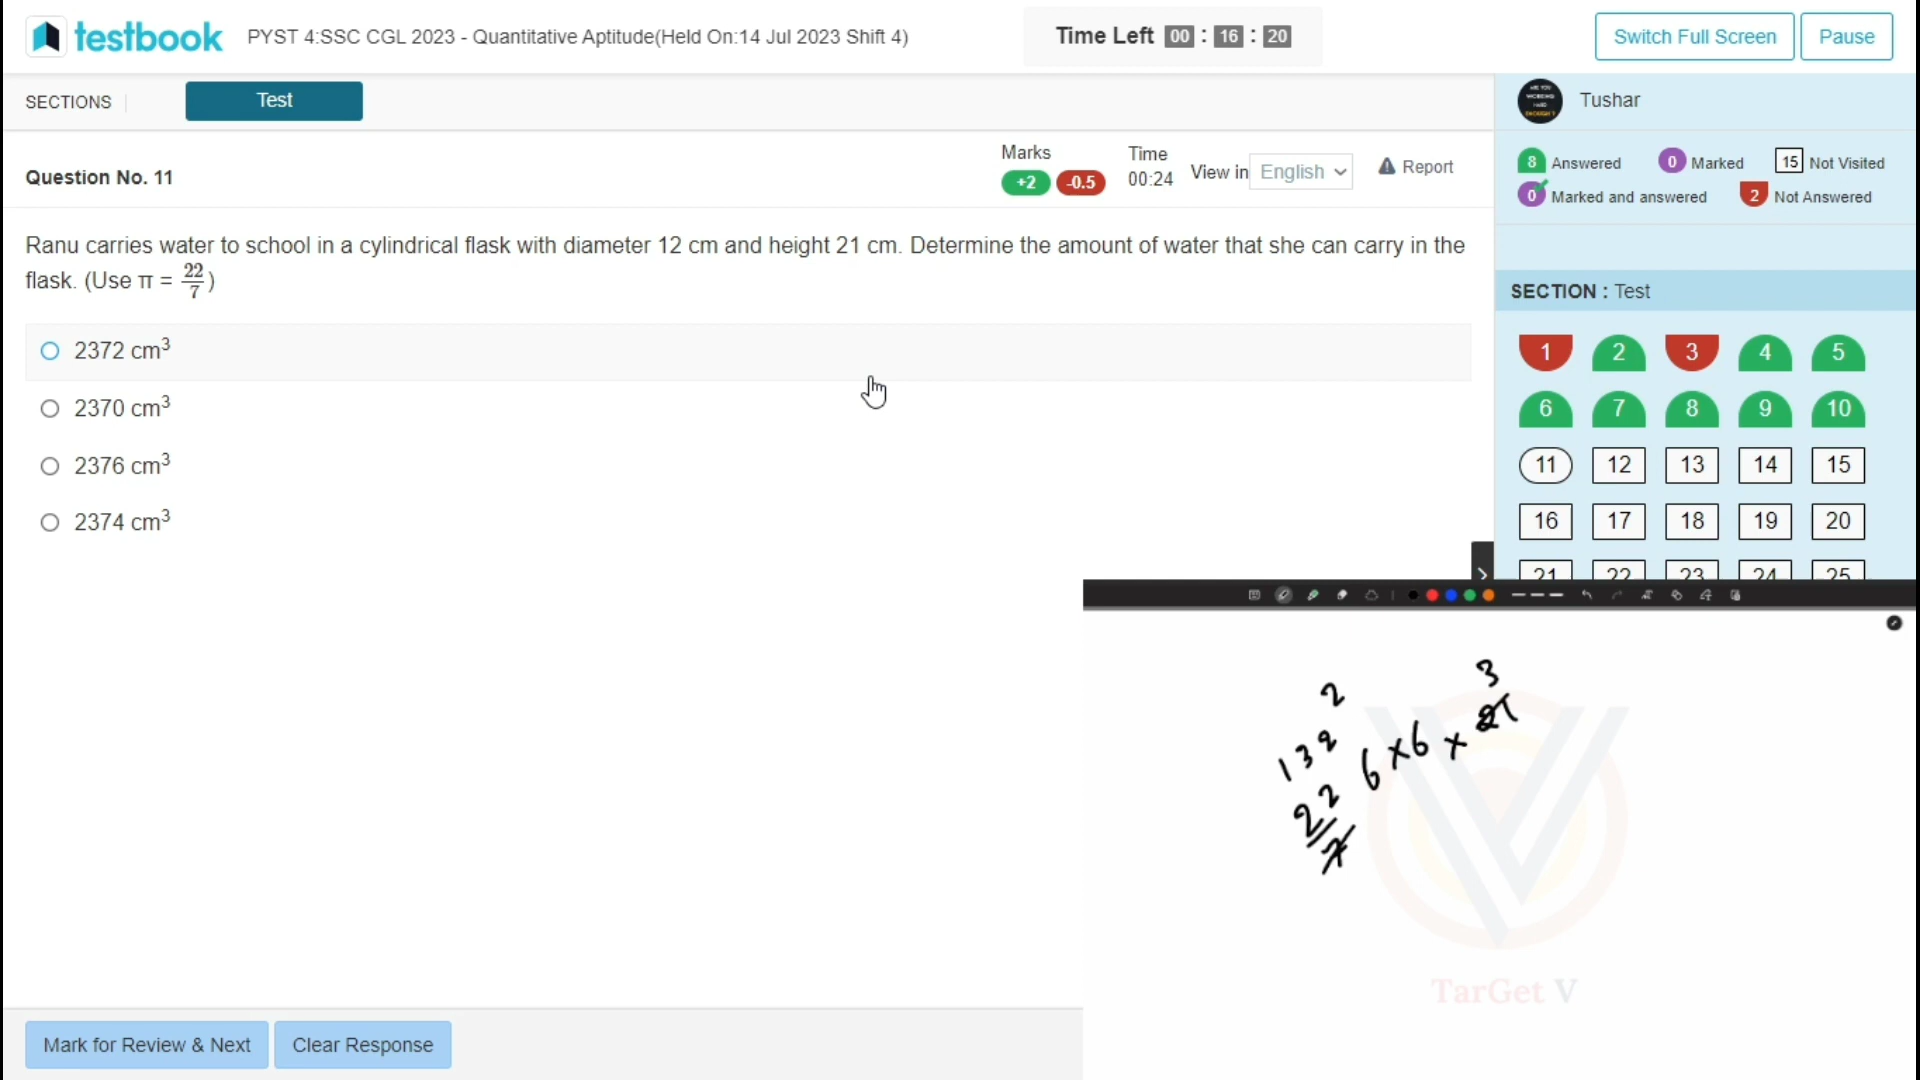 testbook PYST 4:SSC CGL 2023 - Quantitative Aptitude(Held On:14 Jul 2023 Shift 4) Time Left 00 : 16 : 20 Switch Full Screen Pause
SECTIONS Test
Tushar
Question No. 11
Marks +2 -0.5
Time 00:24
View in English
Report
8 Answered 0 Marked 15 Not Visited
0 Marked and answered 2 Not Answered
Ranu carries water to school in a cylindrical flask with diameter 12 cm and height 21 cm. Determine the amount of water that she can carry in the
flask. (Use π = 22/7)
2372 cm³
2370 cm³
2376 cm³
2374 cm³
SECTION : Test
1 2 3 4 5
6 7 8 9 10
11 12 13 14 15
16 17 18 19 20
21 22 23 24 25
2 3
132 6×6×21
22
7
TarGet V
Mark for Review & Next Clear Response